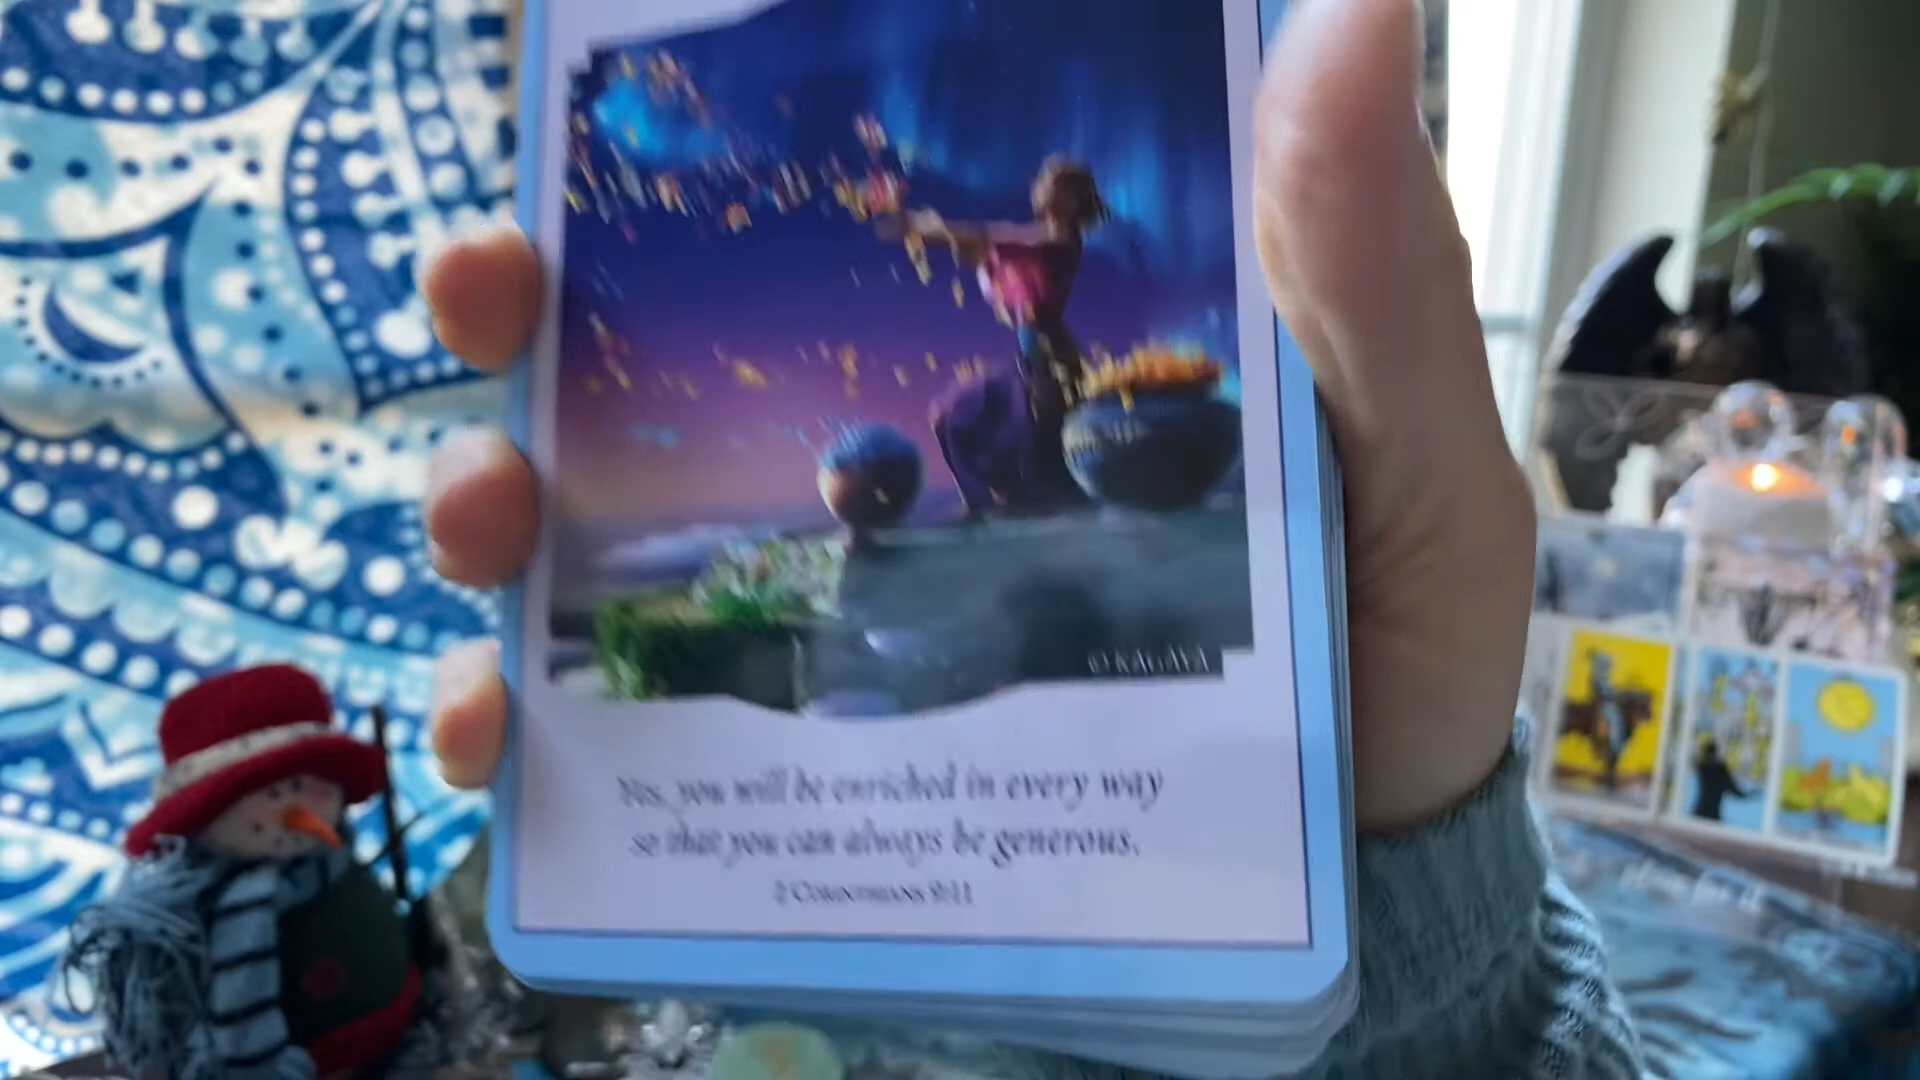 ©KAGAYA
Yes, you will be enriched in every way
so that you can always be generous.
2 Corinthians 9:11